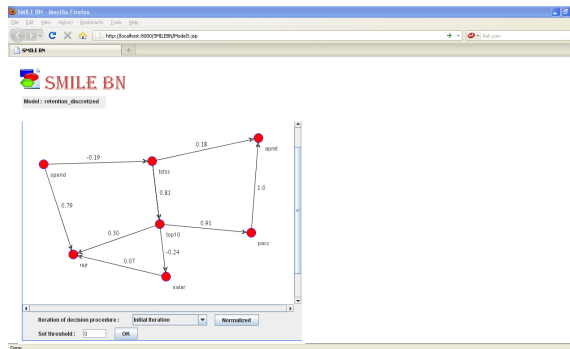 SMILE BN - Mozilla Firefox
File Edit View History Bookmarks Tools Help
http://localhost:8080/SMILEBN/Model3.jsp
Ask.com
SMILE BN
SMILE BN
Model : retention_discretized
0.18
apret
-0.19
spend
tstsc
0.81
1.0
0.79
0.30
top10
0.91
pacc
-0.24
rejr
0.07
salar
Iteration of decision procedure :
Initial Iteration
Normalized
Set threshold :
0
OK
Done